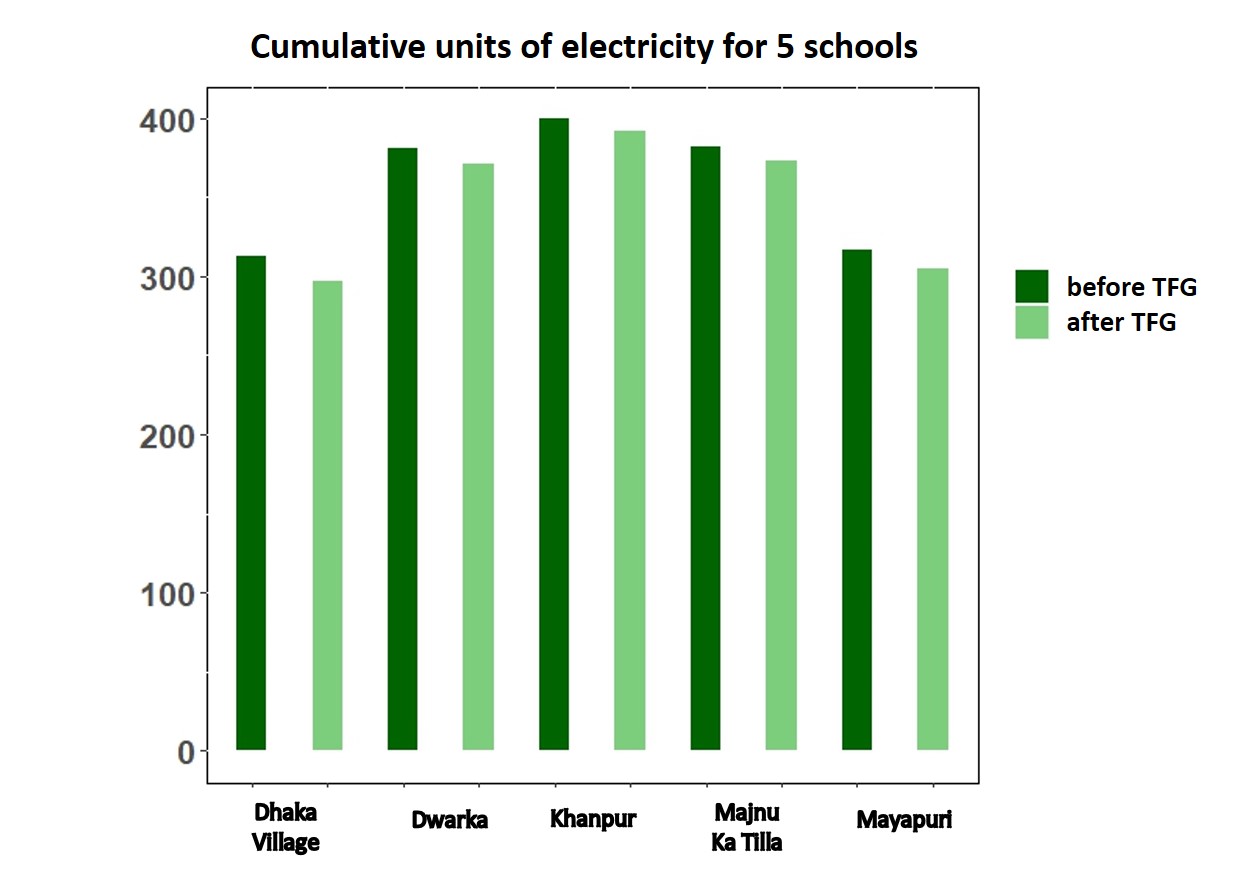 Cumulative units of electricity for 5 schools
400
300
200
100
0
before TFG
after TFG
Dhaka
Village
Dwarka
Khanpur
Majnu
Ka Tilla
Mayapuri